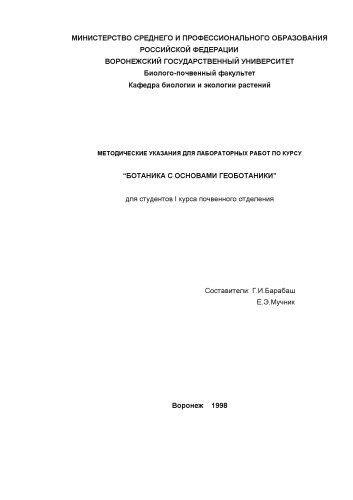 МИНИСТЕРСТВО СРЕДНЕГО И ПРОФЕССИОНАЛЬНОГО ОБРАЗОВАНИЯ
РОССИЙСКОЙ ФЕДЕРАЦИИ
ВОРОНЕЖСКИЙ ГОСУДАРСТВЕННЫЙ УНИВЕРСИТЕТ
Биолого-почвенный факультет
Кафедра биологии и экологии растений
МЕТОДИЧЕСКИЕ УКАЗАНИЯ ДЛЯ ЛАБОРАТОРНЫХ РАБОТ ПО КУРСУ
“БОТАНИКА С ОСНОВАМИ ГЕОБОТАНИКИ”
для студентов I курса почвенного отделения
Составители: Г.И.Барабаш
Е.Э.Мучник
Воронеж 1998